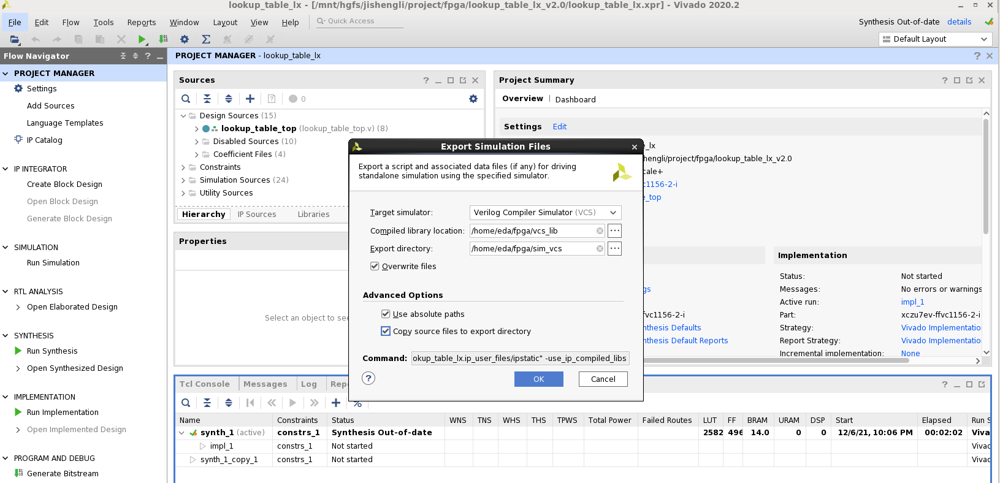 lookup_table_lx - [/mnt/hgfs/jishengli/project/fpga/lookup_table_lx_v2.0/lookup_table_lx.xpr] - Vivado 2020.2
File Edit Flow Tools Reports Window Layout View Help Quick Access
Synthesis Out-of-date details
Default Layout
Flow Navigator
PROJECT MANAGER
Settings
Add Sources
Language Templates
IP Catalog
IP INTEGRATOR
Create Block Design
Open Block Design
Generate Block Design
SIMULATION
Run Simulation
RTL ANALYSIS
Open Elaborated Design
SYNTHESIS
Run Synthesis
Open Synthesized Design
IMPLEMENTATION
Run Implementation
Open Implemented Design
PROGRAM AND DEBUG
Generate Bitstream
PROJECT MANAGER - lookup_table_lx
Sources
0
Design Sources (15)
lookup_table_top (lookup_table_top.v) (8)
Disabled Sources (10)
Coefficient Files (4)
Constraints
Simulation Sources (24)
Utility Sources
Hierarchy IP Sources Libraries
Properties
Select an object to see
Project Summary
Overview | Dashboard
Settings Edit
e_lx
hengli/project/fpga/lookup_table_lx_v2.0
cale+
c1156-2-i
e_top
gs
fvc1156-2-i
nthesis Defaults
nthesis Default Reports
Implementation
Status: Not started
Messages: No errors or warnings
Active run: impl_1
Part: xczu7ev-ffvc1156-2-i
Strategy: Vivado Implementatio
Report Strategy: Vivado Implementatio
Incremental implementation: None
Export Simulation Files
Export a script and associated data files (if any) for driving
standalone simulation using the specified simulator.
Target simulator: Verilog Compiler Simulator (VCS)
Compiled library location: /home/eda/fpga/vcs_lib
Export directory: /home/eda/fpga/sim_vcs
Overwrite files
Advanced Options
Use absolute paths
Copy source files to export directory
Command: okup_table_lx.ip_user_files/ipstatic" -use_ip_compiled_libs
OK Cancel
Tcl Console Messages Log Rep
Name Constraints Status WNS TNS WHS THS TPWS Total Power Failed Routes LUT FF BRAM URAM DSP Start Elapsed Run S
synth_1 (active) constrs_1 Synthesis Out-of-date 2582 496 14.0 0 0 12/6/21, 10:06 PM 00:02:02 Viva
impl_1 constrs_1 Not started Vivac
synth_1_copy_1 constrs_1 Not started Vivac